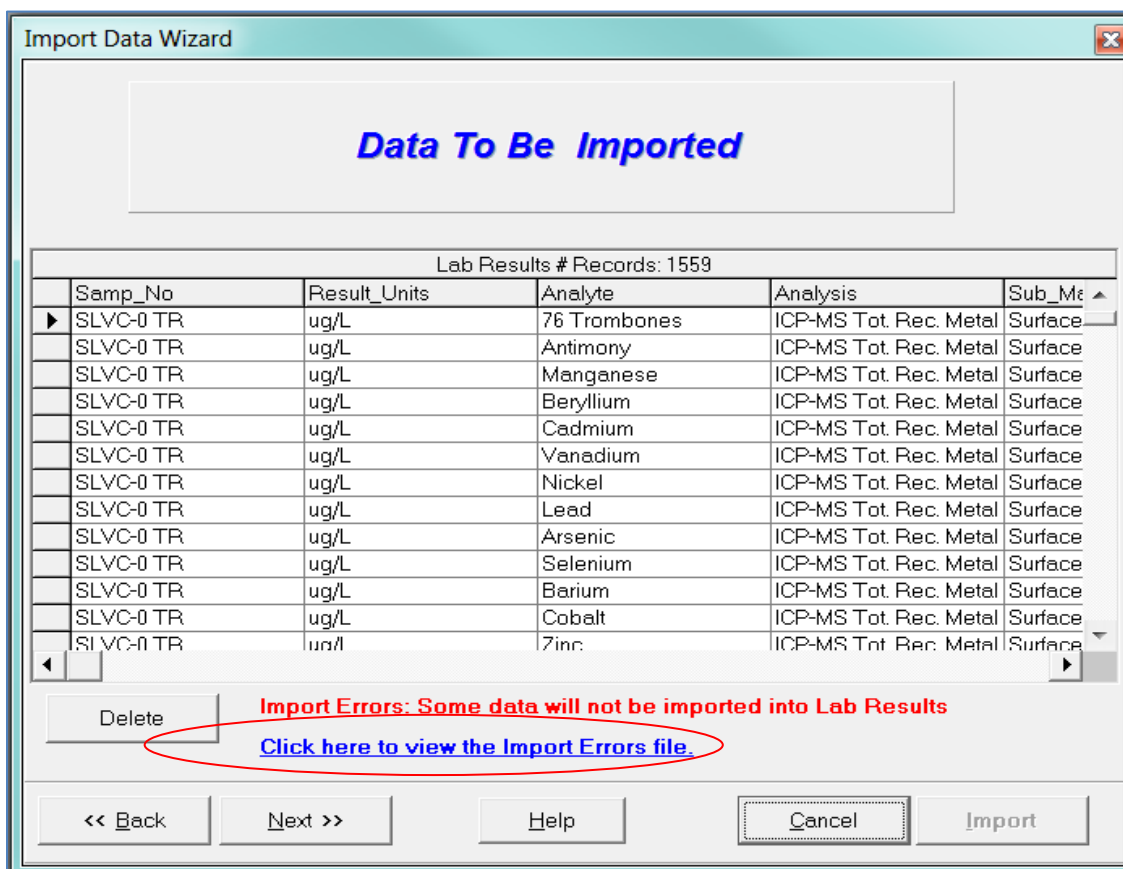 Import Data Wizard
Data To Be Imported
Lab Results # Records: 1559
Samp_No Result_Units Analyte Analysis Sub_Ma
SLVC-0 TR ug/L 76 Trombones ICP-MS Tot. Rec. Metal Surface
SLVC-0 TR ug/L Antimony ICP-MS Tot. Rec. Metal Surface
SLVC-0 TR ug/L Manganese ICP-MS Tot. Rec. Metal Surface
SLVC-0 TR ug/L Beryllium ICP-MS Tot. Rec. Metal Surface
SLVC-0 TR ug/L Cadmium ICP-MS Tot. Rec. Metal Surface
SLVC-0 TR ug/L Vanadium ICP-MS Tot. Rec. Metal Surface
SLVC-0 TR ug/L Nickel ICP-MS Tot. Rec. Metal Surface
SLVC-0 TR ug/L Lead ICP-MS Tot. Rec. Metal Surface
SLVC-0 TR ug/L Arsenic ICP-MS Tot. Rec. Metal Surface
SLVC-0 TR ug/L Selenium ICP-MS Tot. Rec. Metal Surface
SLVC-0 TR ug/L Barium ICP-MS Tot. Rec. Metal Surface
SLVC-0 TR ug/L Cobalt ICP-MS Tot. Rec. Metal Surface
SLVC-0 TR ug/l Zinc ICP-MS Tot. Rec. Metal Surface
Delete Import Errors: Some data will not be imported into Lab Results
Click here to view the Import Errors file.
<< Back Next >> Help Cancel Import